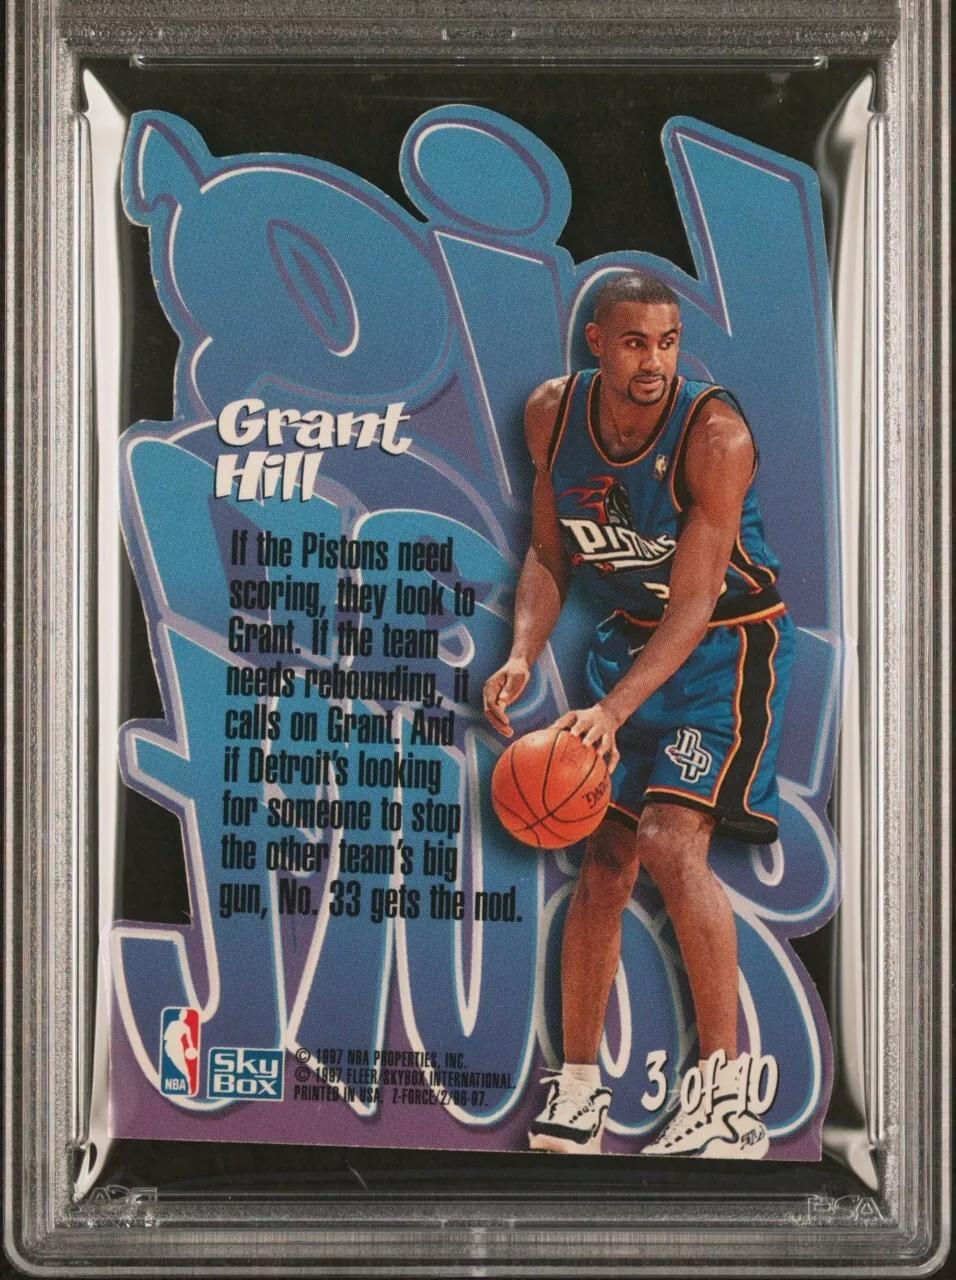 Grant
Hill
If the Pistons need
scoring, they look to
Grant. If the team
needs rebounding, it
calls on Grant. And
if Detroit's looking
for someone to stop
the other team's big
gun, No. 33 gets the nod.
PISTONS
NBA
SKY
BOX
© 1997 NBA PROPERTIES, INC.
© 1997 FLEER/SKYBOX INTERNATIONAL.
PRINTED IN USA. Z-FORCE/2/96-97.
3 of 10
PSA